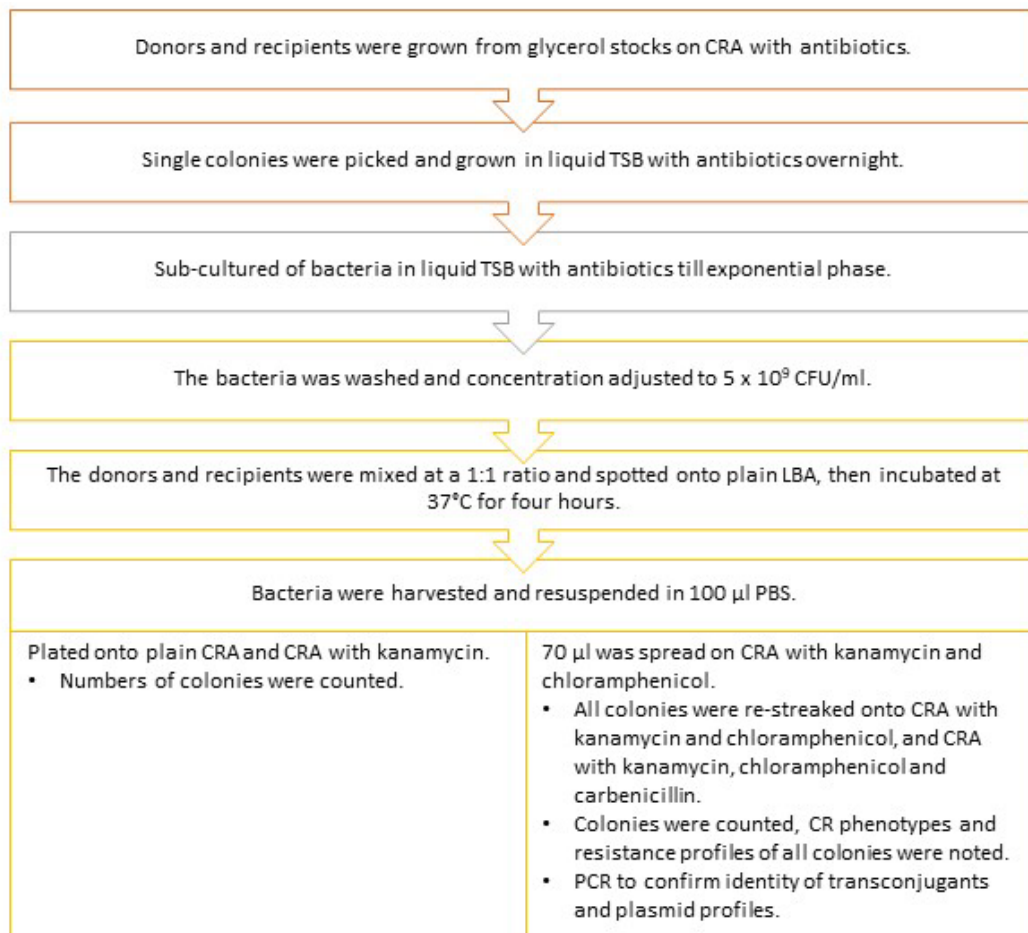 Donors and recipients were grown from glycerol stocks on CRA with antibiotics.
Single colonies were picked and grown in liquid TSB with antibiotics overnight.
Sub-cultured of bacteria in liquid TSB with antibiotics till exponential phase.
The bacteria was washed and concentration adjusted to 5 x 10⁹ CFU/ml.
The donors and recipients were mixed at a 1:1 ratio and spotted onto plain LBA, then incubated at
37°C for four hours.
Bacteria were harvested and resuspended in 100 µl PBS.
Plated onto plain CRA and CRA with kanamycin.
• Numbers of colonies were counted.
70 µl was spread on CRA with kanamycin and
chloramphenicol.
• All colonies were re-streaked onto CRA with
kanamycin and chloramphenicol, and CRA
with kanamycin, chloramphenicol and
carbenicillin.
• Colonies were counted, CR phenotypes and
resistance profiles of all colonies were noted.
• PCR to confirm identity of transconjugants
and plasmid profiles.